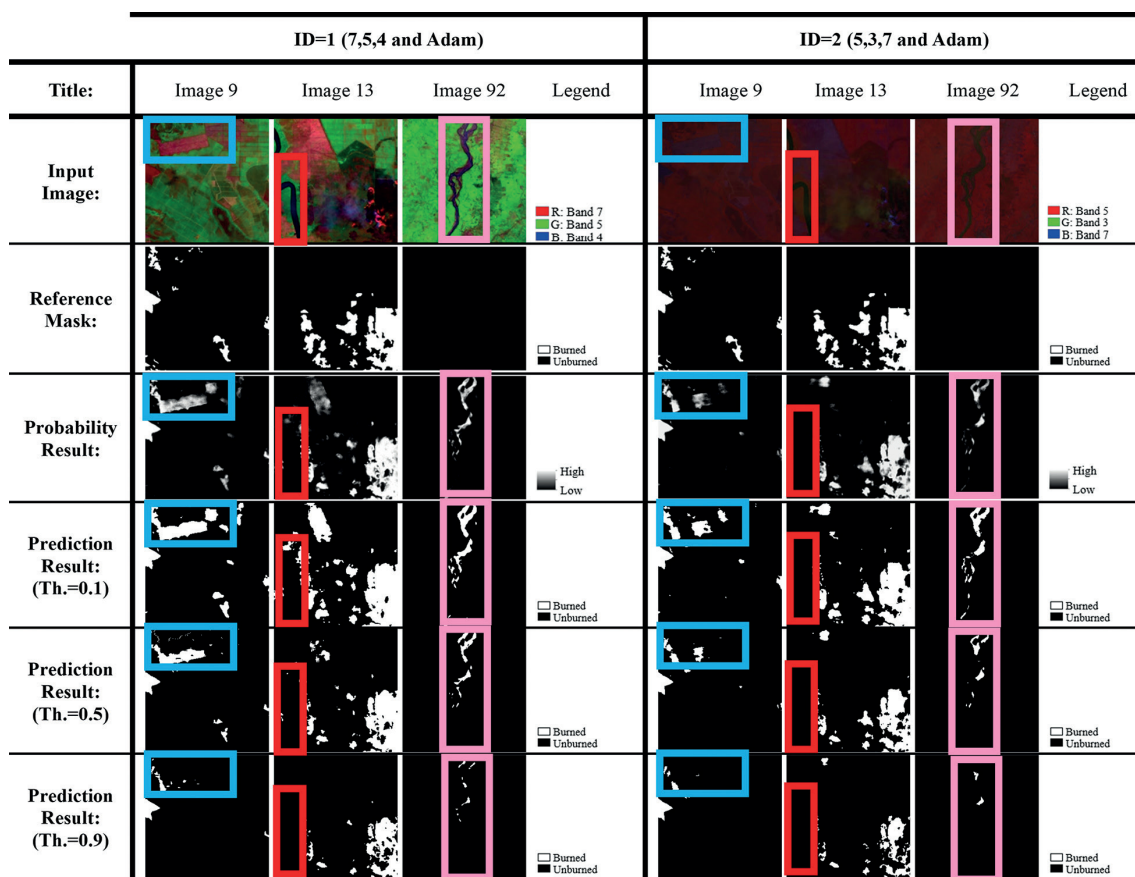 ID=1 (7,5,4 and Adam)
ID=2 (5,3,7 and Adam)
Title:
Image 9
Image 13
Image 92
Legend
Image 9
Image 13
Image 92
Legend
Input
Image:
R: Band 7
G: Band 5
B: Band 4
R: Band 5
G: Band 3
B: Band 7
Reference
Mask:
Burned
Unburned
Burned
Unburned
Probability
Result:
High
Low
High
Low
Prediction
Result:
(Th.=0.1)
Burned
Unburned
Burned
Unburned
Prediction
Result:
(Th.=0.5)
Burned
Unburned
Burned
Unburned
Prediction
Result:
(Th.=0.9)
Burned
Unburned
Burned
Unburned